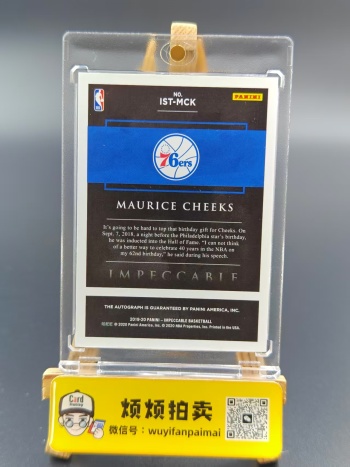 NO.
IST-MCK
PANINI
76ers
MAURICE CHEEKS
It's going to be hard to top that birthday gift for Cheeks. On
Sept. 7, 2018, a night before the Philadelphia star's birthday,
he was inducted into the Hall of Fame. "I can not think
of a better way to celebrate 40 years in the NBA on
my 62nd birthday," he said during his speech.
IMPECCABLE
THE AUTOGRAPH IS GUARANTEED BY PANINI AMERICA, INC.
2019-20 PANINI – IMPECCABLE BASKETBALL
© 2020 Panini America, Inc. © 2020 NBA Properties, Inc. Printed in the USA.
Card
烦烦拍卖
微信号：wuyifanpaimai